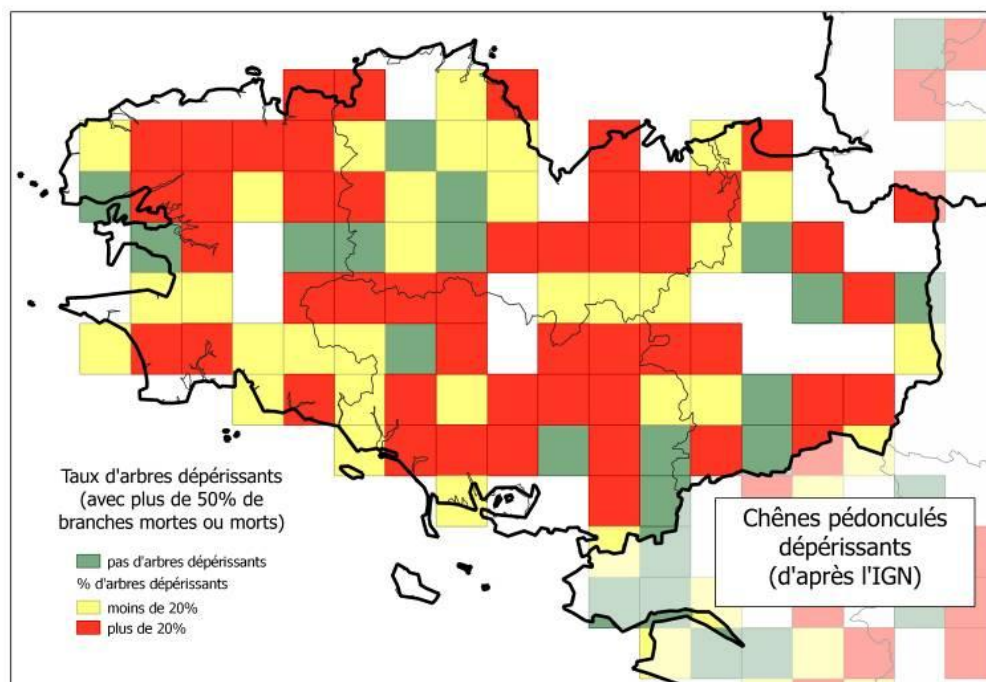 Taux d'arbres dépérissants
(avec plus de 50% de
branches mortes ou morts)
pas d'arbres dépérissants
% d'arbres dépérissants
moins de 20%
plus de 20%
Chênes pédonculés
dépérissants
(d'après l'IGN)